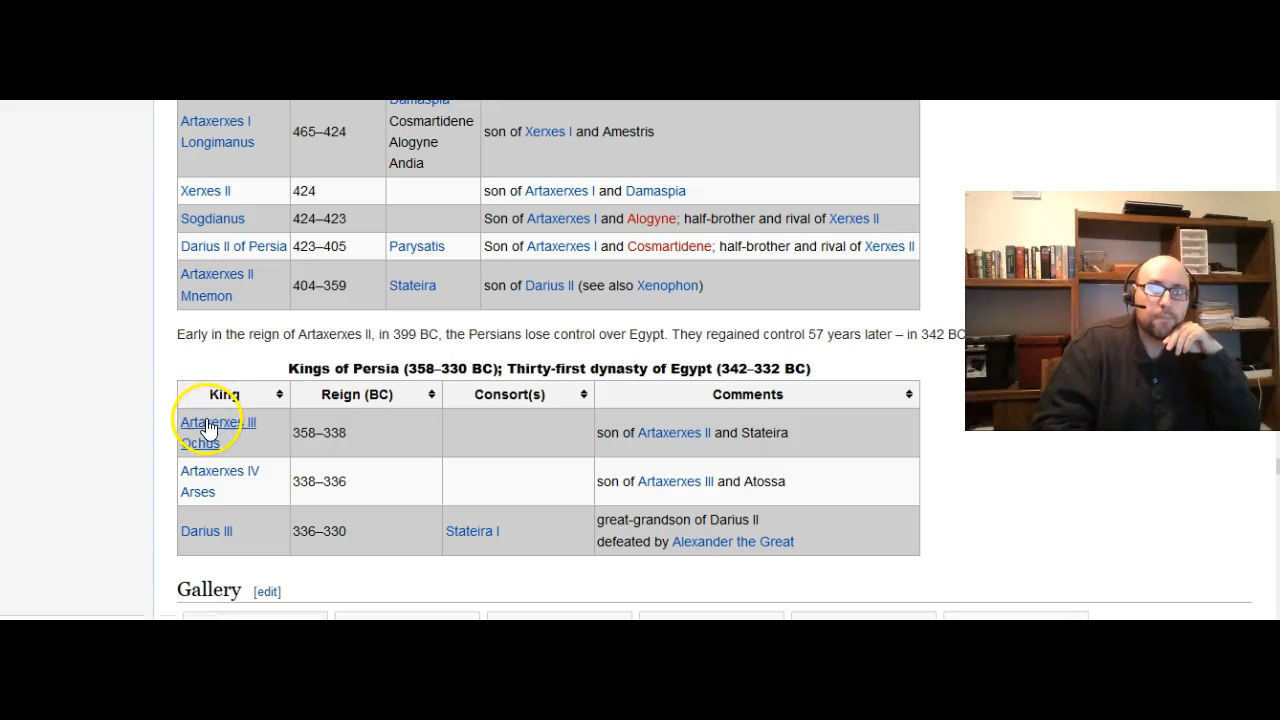 Damaspia
Cosmartidene
Alogyne
Andia
Artaxerxes I
Longimanus
465–424
son of Xerxes I and Amestris
Xerxes II 424 son of Artaxerxes I and Damaspia
Sogdianus 424–423 Son of Artaxerxes I and Alogyne; half-brother and rival of Xerxes II
Darius II of Persia 423–405 Parysatis Son of Artaxerxes I and Cosmartidene; half-brother and rival of Xerxes II
Artaxerxes II
Mnemon
404–359 Stateira son of Darius II (see also Xenophon)
Early in the reign of Artaxerxes II, in 399 BC, the Persians lose control over Egypt. They regained control 57 years later – in 342 BC
Kings of Persia (358–330 BC); Thirty-first dynasty of Egypt (342–332 BC)
King Reign (BC) Consort(s) Comments
Artaxerxes III
Ochus
358–338 son of Artaxerxes II and Stateira
Artaxerxes IV
Arses
338–336 son of Artaxerxes III and Atossa
Darius III 336–330 Stateira I
great-grandson of Darius II
defeated by Alexander the Great
Gallery [edit]